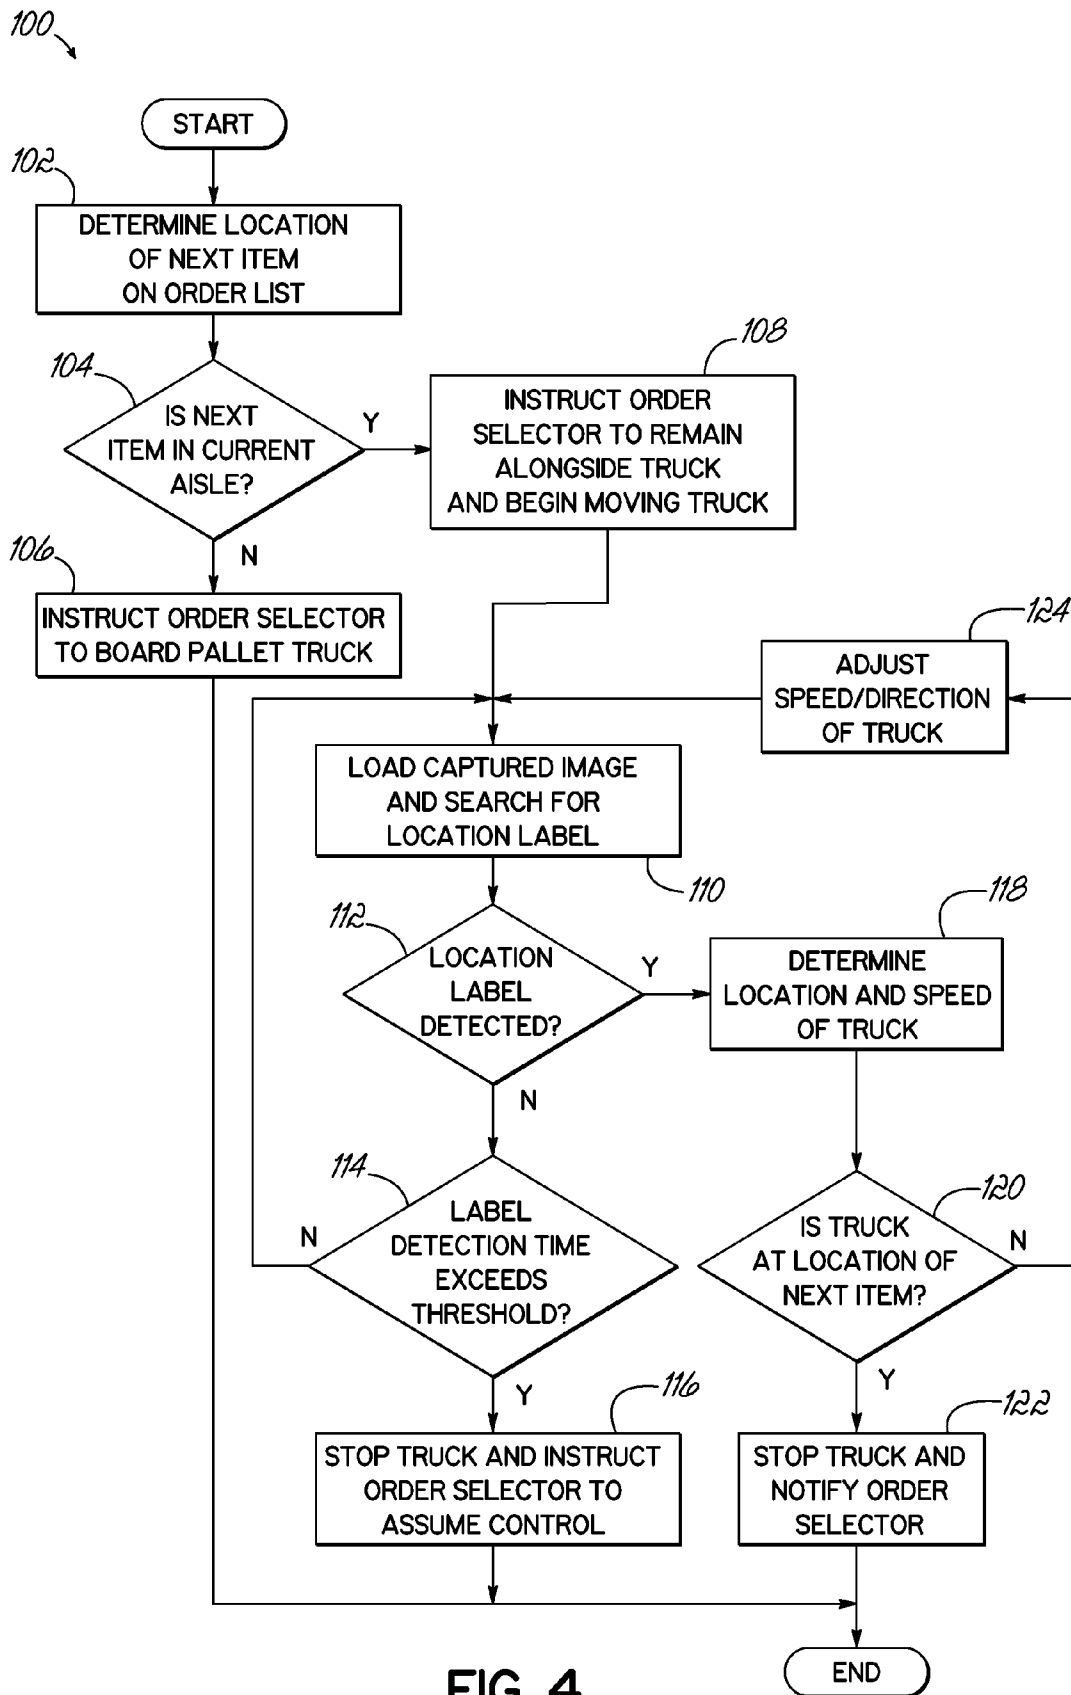 100
START
102
DETERMINE LOCATION
OF NEXT ITEM
ON ORDER LIST
104
IS NEXT
ITEM IN CURRENT
AISLE?
Y
N
108
INSTRUCT ORDER
SELECTOR TO REMAIN
ALONGSIDE TRUCK
AND BEGIN MOVING TRUCK
106
INSTRUCT ORDER SELECTOR
TO BOARD PALLET TRUCK
124
ADJUST
SPEED/DIRECTION
OF TRUCK
LOAD CAPTURED IMAGE
AND SEARCH FOR
LOCATION LABEL
110
112
LOCATION
LABEL
DETECTED?
Y
N
118
DETERMINE
LOCATION AND SPEED
OF TRUCK
114
LABEL
DETECTION TIME
EXCEEDS
THRESHOLD?
N
Y
120
IS TRUCK
AT LOCATION OF
NEXT ITEM?
N
Y
116
STOP TRUCK AND INSTRUCT
ORDER SELECTOR TO
ASSUME CONTROL
122
STOP TRUCK AND
NOTIFY ORDER
SELECTOR
END
FIG. 4